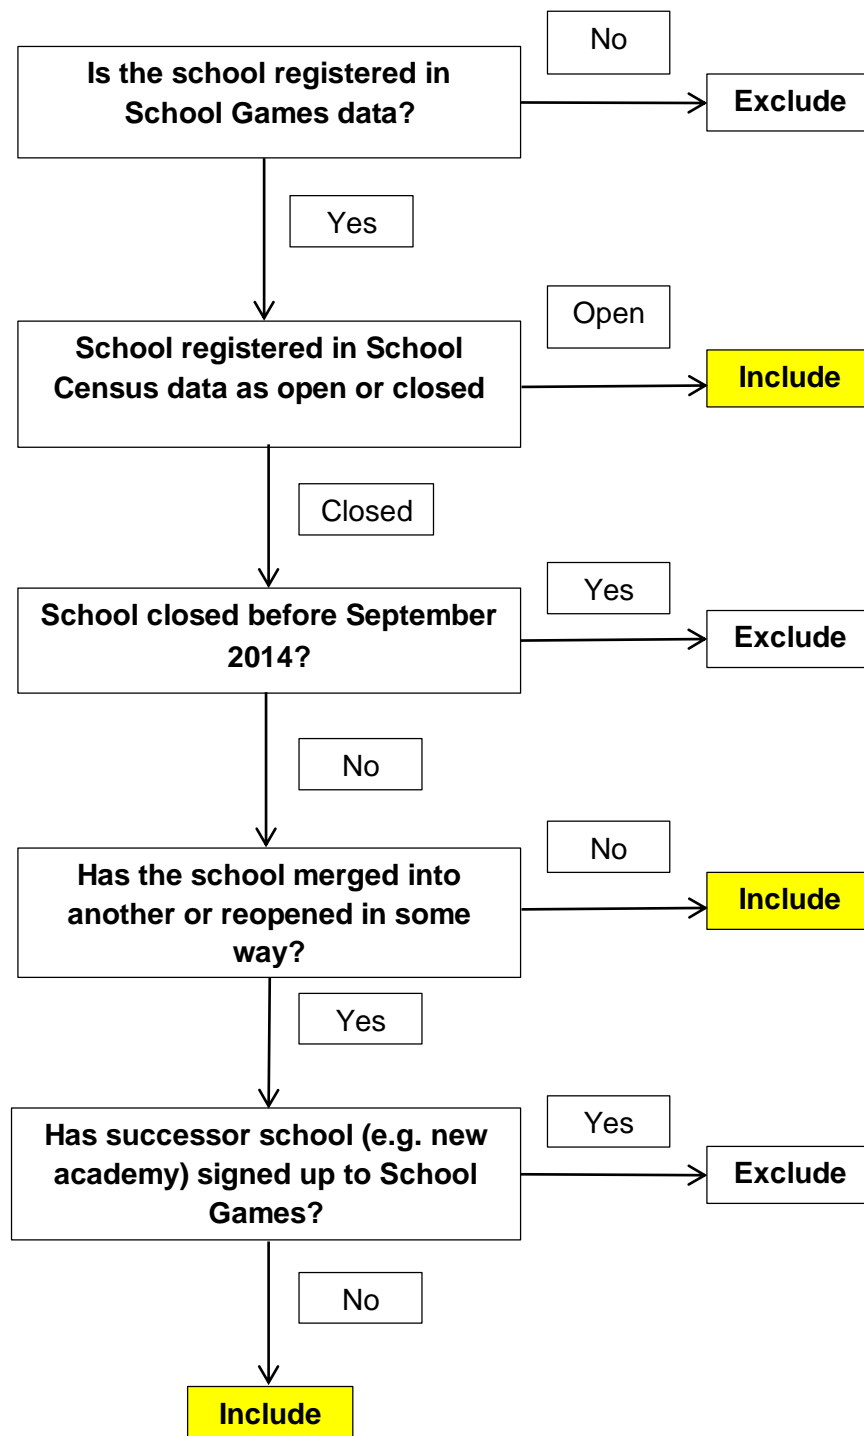 Is the school registered in
School Games data?
No
Exclude
Yes
School registered in School
Census data as open or closed
Open
Include
Closed
School closed before September
2014?
Yes
Exclude
No
Has the school merged into
another or reopened in some
way?
No
Include
Yes
Has successor school (e.g. new
academy) signed up to School
Games?
Yes
Exclude
No
Include